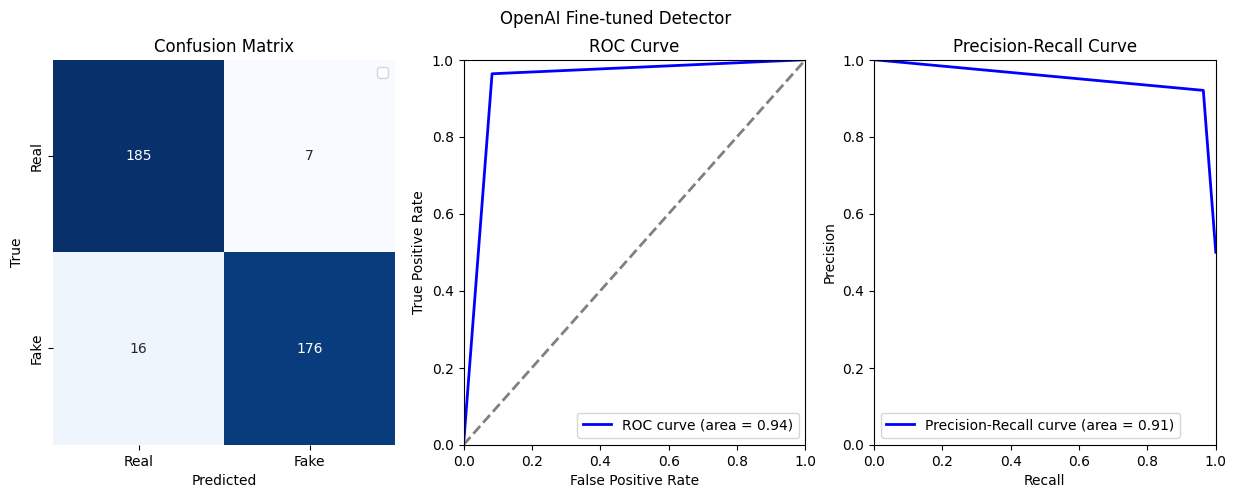 OpenAI Fine-tuned Detector
Confusion Matrix
True
Real
Fake
185
7
16
176
Real
Fake
Predicted
ROC Curve
True Positive Rate
1.0
0.8
0.6
0.4
0.2
0.0
ROC curve (area = 0.94)
0.0 0.2 0.4 0.6 0.8 1.0
False Positive Rate
Precision-Recall Curve
Precision
1.0
0.8
0.6
0.4
0.2
0.0
Precision-Recall curve (area = 0.91)
0.0 0.2 0.4 0.6 0.8 1.0
Recall